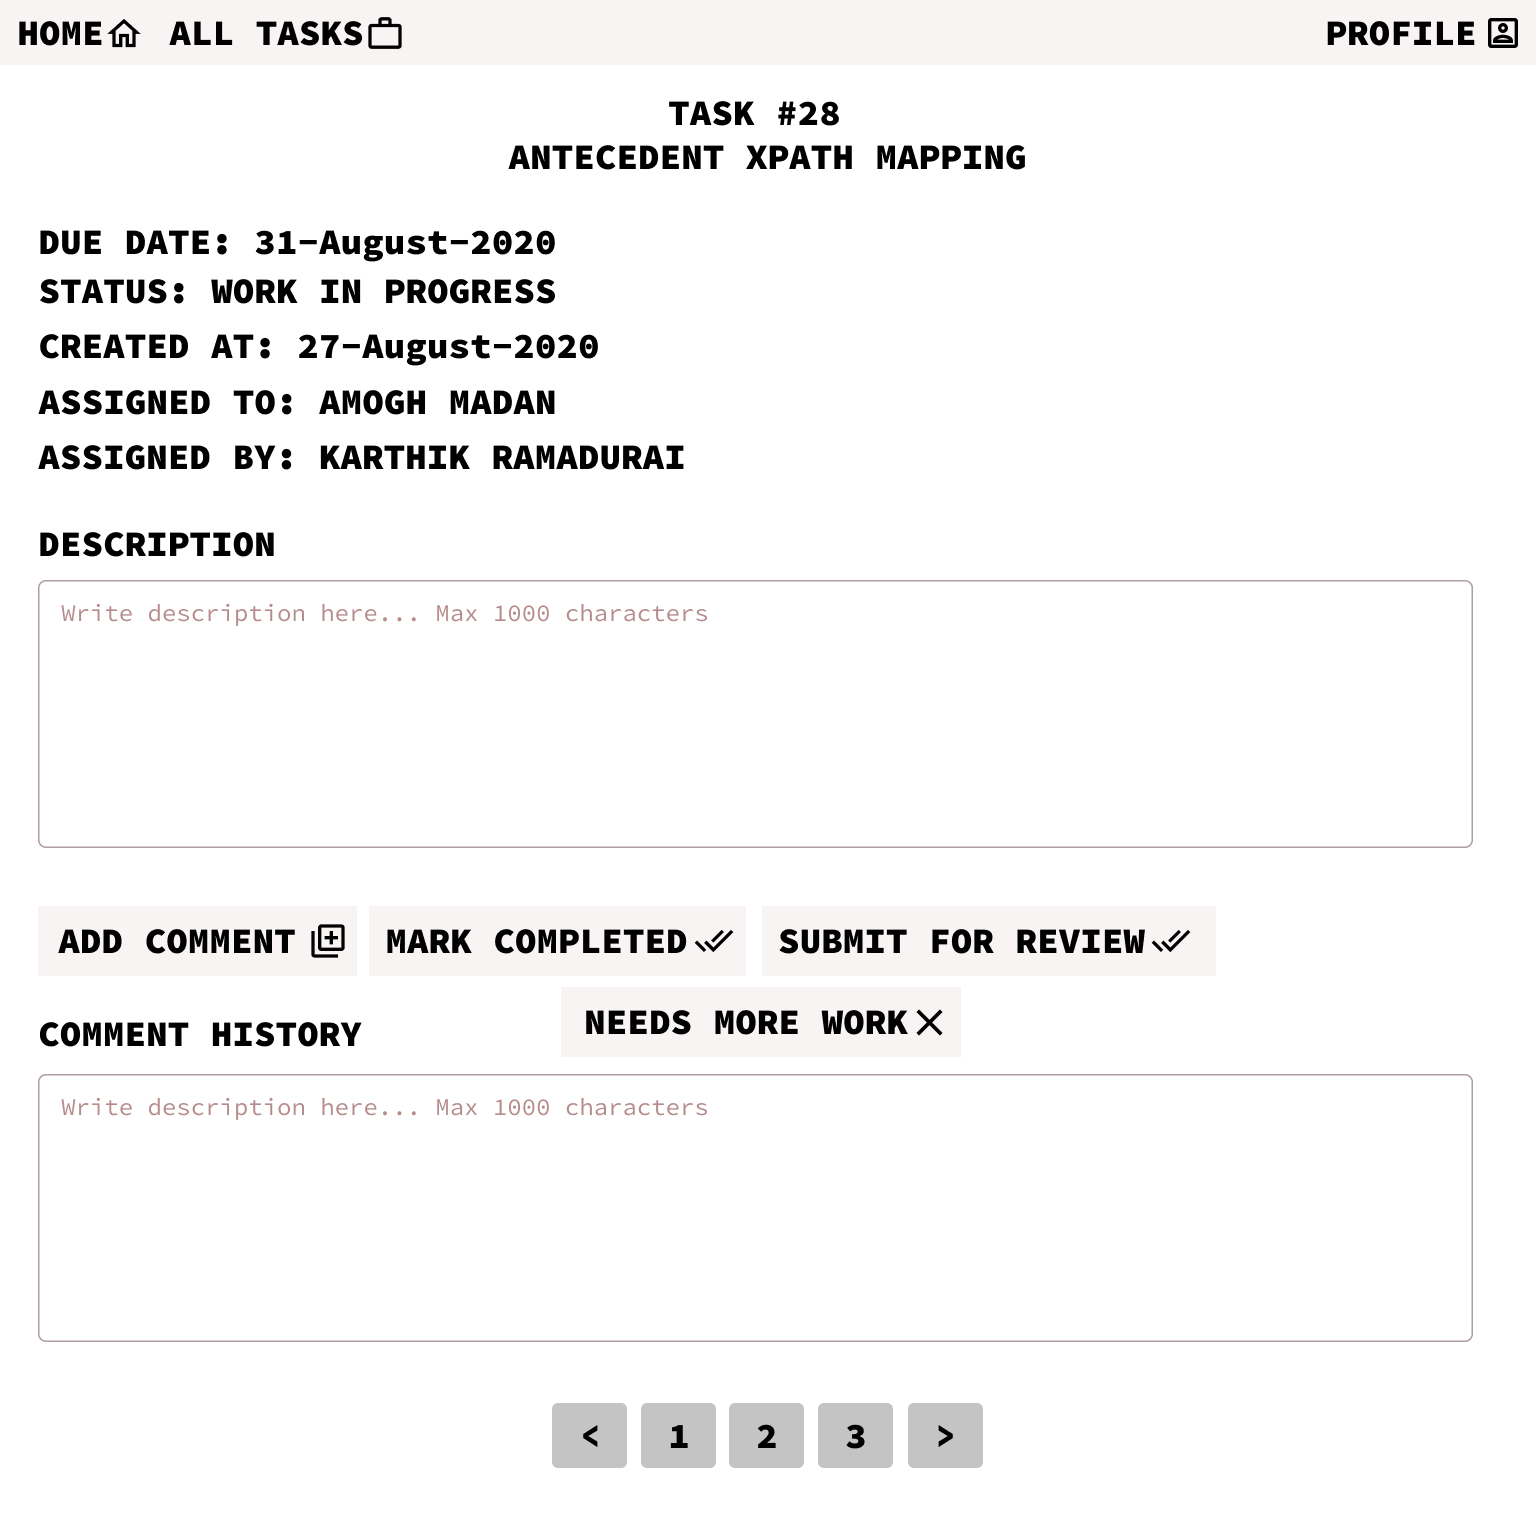 HOME ALL TASKS PROFILE
TASK #28
ANTECEDENT XPATH MAPPING
DUE DATE: 31-August-2020
STATUS: WORK IN PROGRESS
CREATED AT: 27-August-2020
ASSIGNED TO: AMOGH MADAN
ASSIGNED BY: KARTHIK RAMADURAI
DESCRIPTION
Write description here... Max 1000 characters
ADD COMMENT MARK COMPLETED SUBMIT FOR REVIEW
NEEDS MORE WORK
COMMENT HISTORY
Write description here... Max 1000 characters
< 1 2 3 >